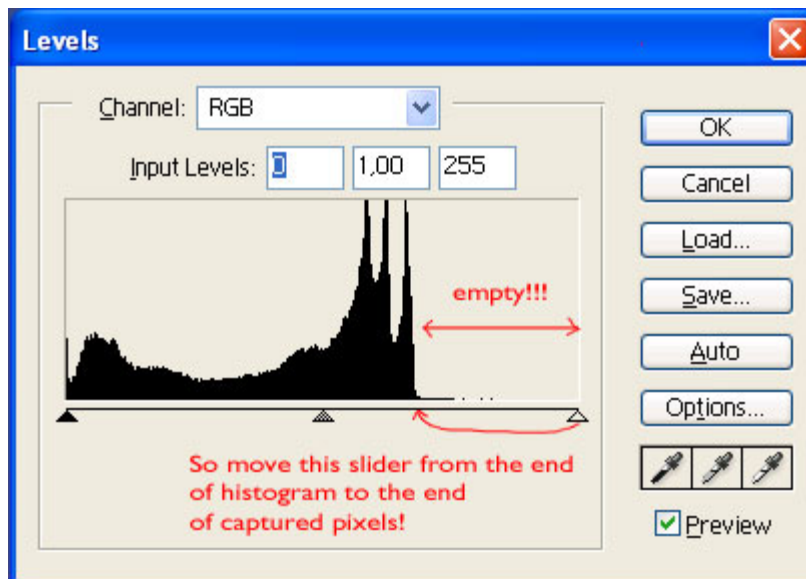 Levels
Channel: RGB
Input Levels: 0 1,00 255
empty!!!
So move this slider from the end
of histogram to the end
of captured pixels!
OK
Cancel
Load...
Save...
Auto
Options...
Preview